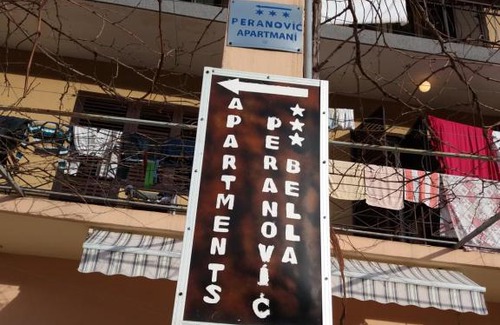 PERANOVIĆ
APARTMANI
APARTMENTS
PERANOVIĆ
BELLA